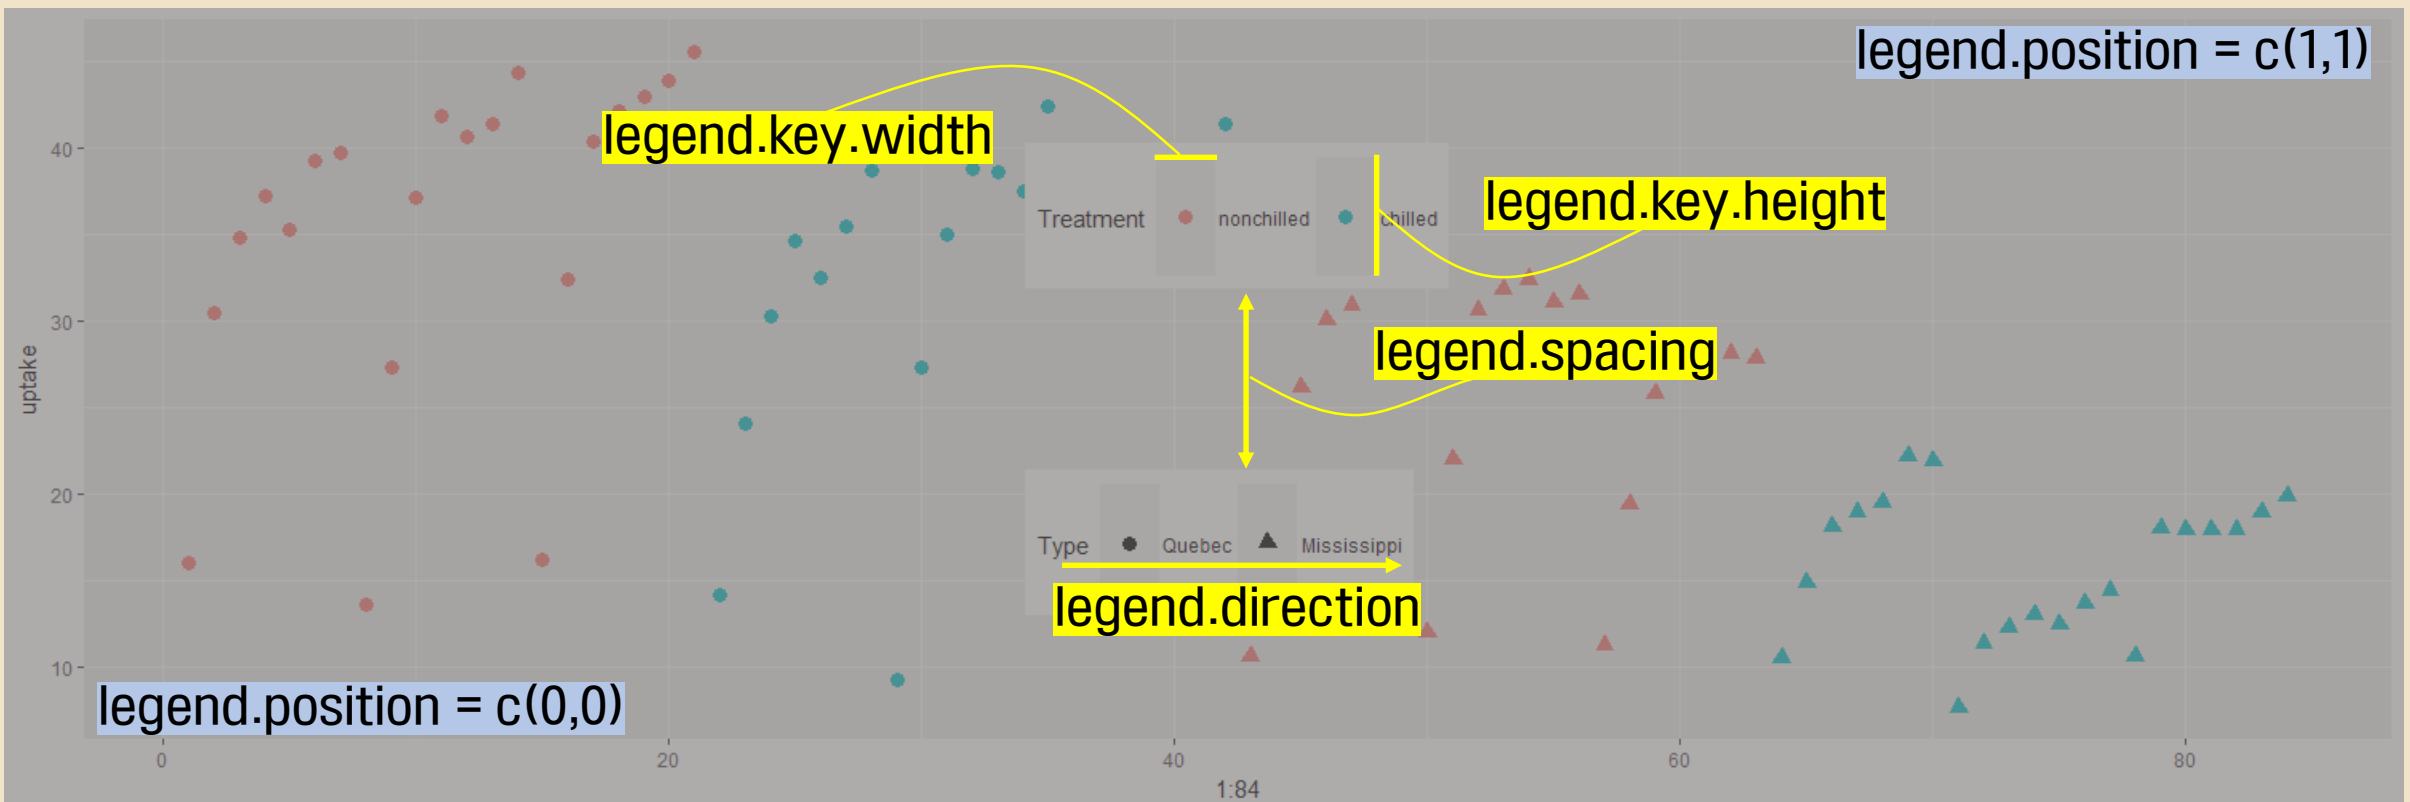 legend.position = c(1,1)
legend.key.width
40
legend.key.height
Treatment nonchilled chilled
30
legend.spacing
uptake
20
Type Quebec Mississippi
legend.direction
10
legend.position = c(0,0)
0 20 40 60 80
1:84